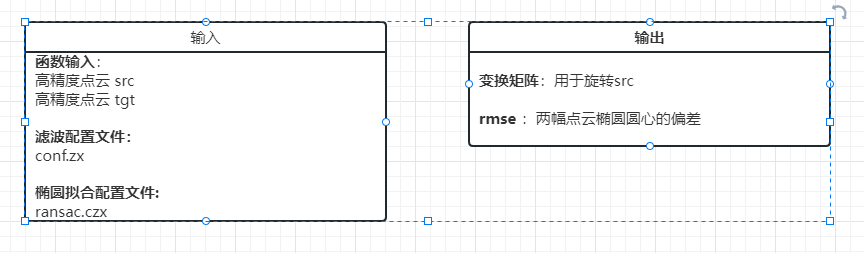 输入
函数输入：
高精度点云 src
高精度点云 tgt
滤波配置文件：
conf.zx
椭圆拟合配置文件:
ransac.czx
输出
变换矩阵：用于旋转src
rmse ：两幅点云椭圆圆心的偏差